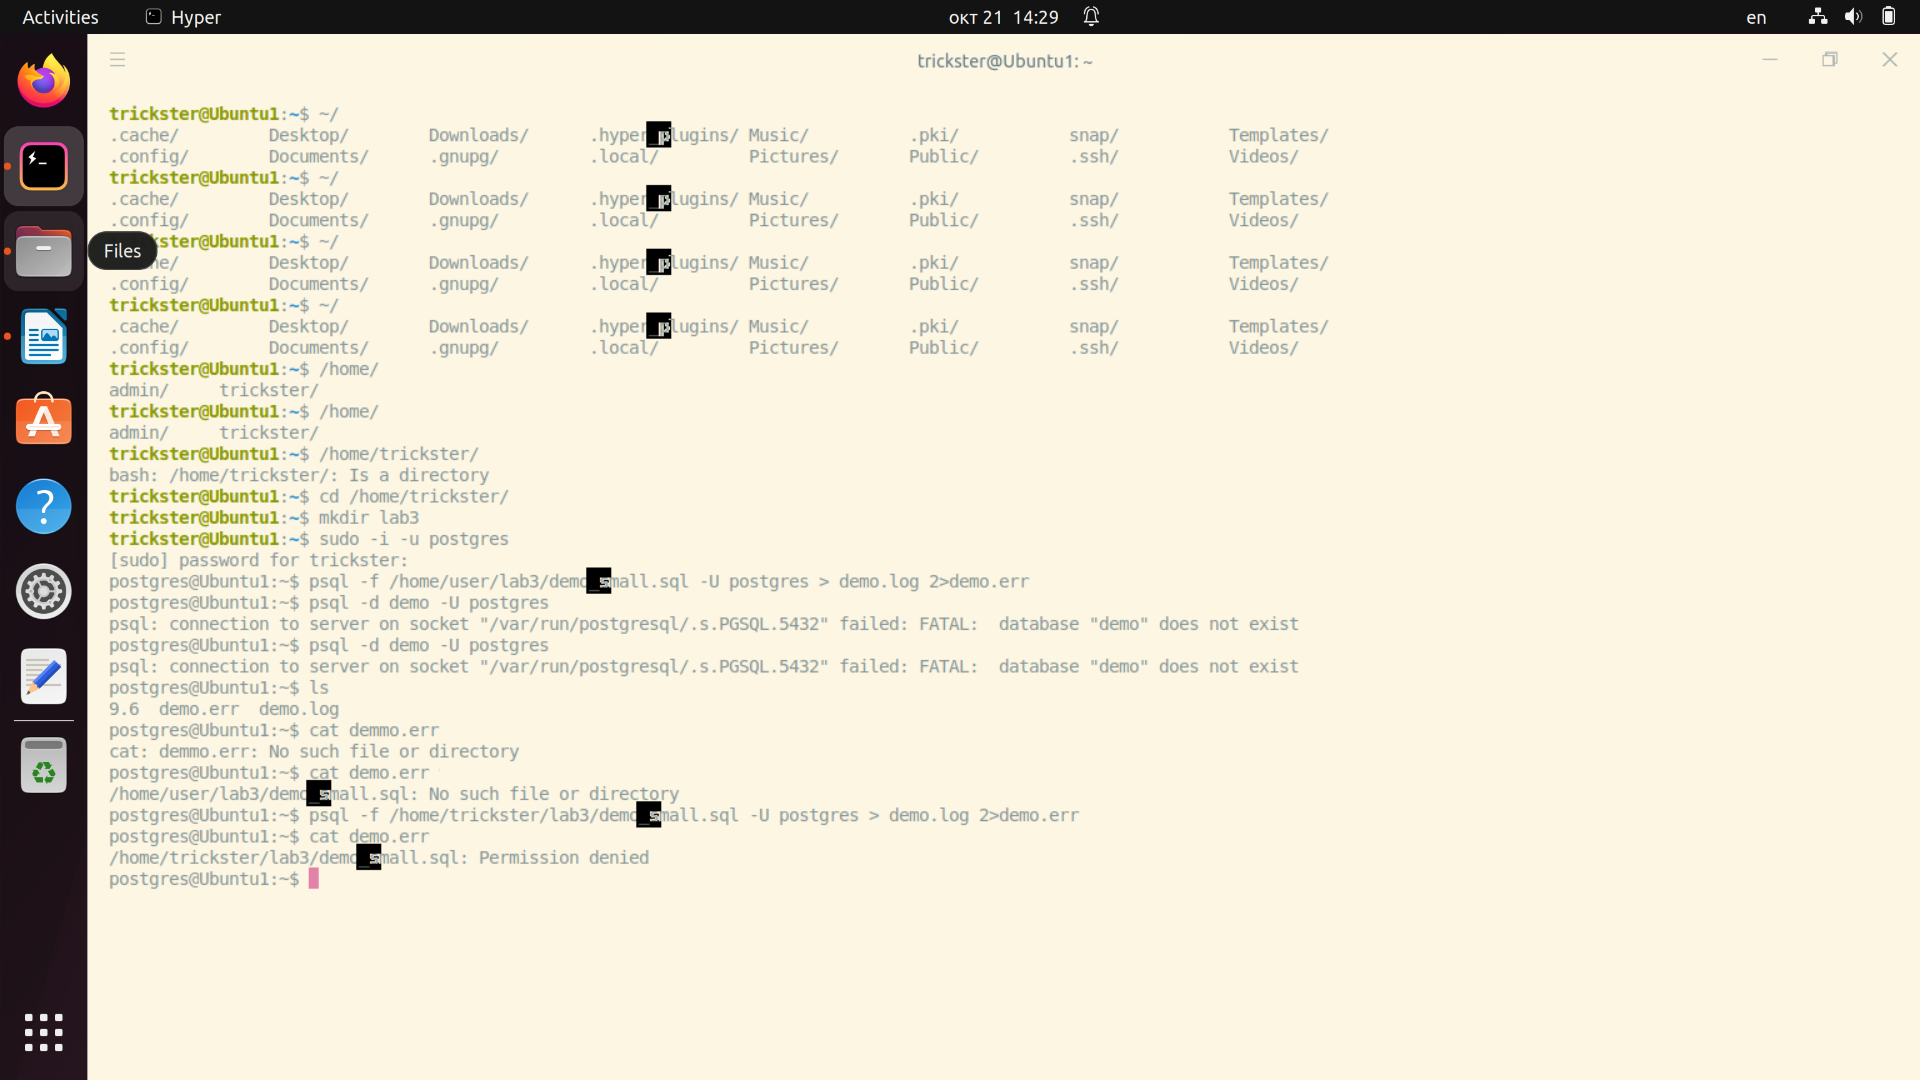 Activities Hyper окт 21 14:29 en
trickster@Ubuntu1: ~
trickster@Ubuntu1:~$ ~/
.cache/ Desktop/ Downloads/ .hyper_plugins/ Music/ .pki/ snap/ Templates/
.config/ Documents/ .gnupg/ .local/ Pictures/ Public/ .ssh/ Videos/
trickster@Ubuntu1:~$ ~/
.cache/ Desktop/ Downloads/ .hyper_plugins/ Music/ .pki/ snap/ Templates/
.config/ Documents/ .gnupg/ .local/ Pictures/ Public/ .ssh/ Videos/
Files
kster@Ubuntu1:~$ ~/
he/ Desktop/ Downloads/ .hyper_plugins/ Music/ .pki/ snap/ Templates/
.config/ Documents/ .gnupg/ .local/ Pictures/ Public/ .ssh/ Videos/
trickster@Ubuntu1:~$ ~/
.cache/ Desktop/ Downloads/ .hyper_plugins/ Music/ .pki/ snap/ Templates/
.config/ Documents/ .gnupg/ .local/ Pictures/ Public/ .ssh/ Videos/
trickster@Ubuntu1:~$ /home/
admin/ trickster/
trickster@Ubuntu1:~$ /home/
admin/ trickster/
trickster@Ubuntu1:~$ /home/trickster/
bash: /home/trickster/: Is a directory
trickster@Ubuntu1:~$ cd /home/trickster/
trickster@Ubuntu1:~$ mkdir lab3
trickster@Ubuntu1:~$ sudo -i -u postgres
[sudo] password for trickster:
postgres@Ubuntu1:~$ psql -f /home/user/lab3/demo_small.sql -U postgres > demo.log 2>demo.err
postgres@Ubuntu1:~$ psql -d demo -U postgres
psql: connection to server on socket "/var/run/postgresql/.s.PGSQL.5432" failed: FATAL:  database "demo" does not exist
postgres@Ubuntu1:~$ psql -d demo -U postgres
psql: connection to server on socket "/var/run/postgresql/.s.PGSQL.5432" failed: FATAL:  database "demo" does not exist
postgres@Ubuntu1:~$ ls
9.6  demo.err  demo.log
postgres@Ubuntu1:~$ cat demmo.err
cat: demmo.err: No such file or directory
postgres@Ubuntu1:~$ cat demo.err
/home/user/lab3/demo_small.sql: No such file or directory
postgres@Ubuntu1:~$ psql -f /home/trickster/lab3/demo_small.sql -U postgres > demo.log 2>demo.err
postgres@Ubuntu1:~$ cat demo.err
/home/trickster/lab3/demo_small.sql: Permission denied
postgres@Ubuntu1:~$